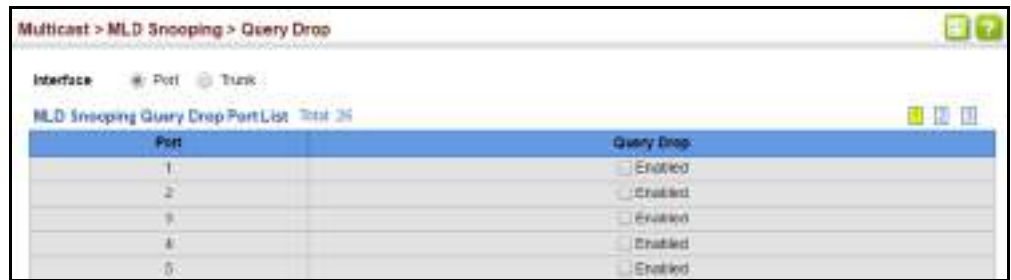 Multicast > MLD Snooping > Query Drop
Interface Port Trunk
MLD Snooping Query Drop Port List Total: 26 1 2 3
Port Query Drop
1 Enabled
2 Enabled
3 Enabled
4 Enabled
5 Enabled